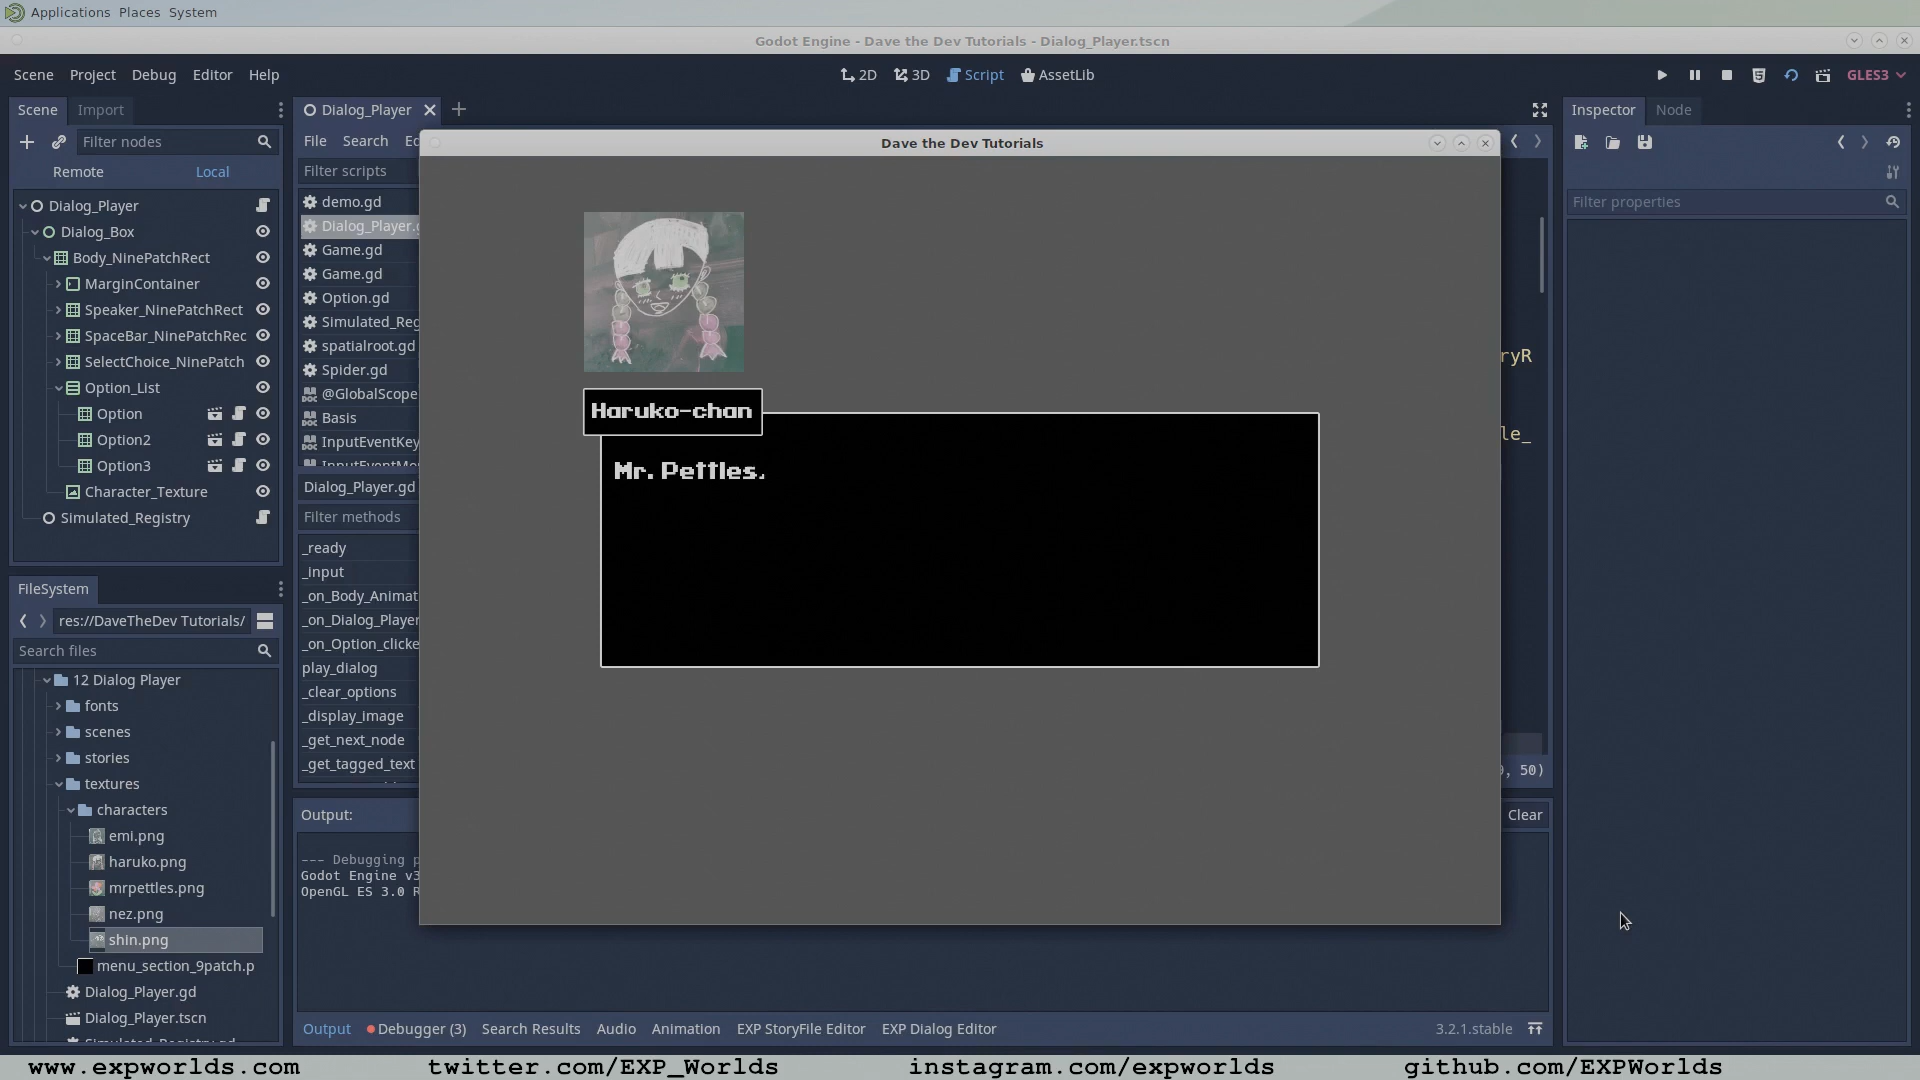 Applications Places System
Godot Engine - Dave the Dev Tutorials - Dialog_Player.tscn
Scene Project Debug Editor Help
2D 3D Script AssetLib
GLES3
Scene Import
Filter nodes
Remote Local
Dialog_Player
Dialog_Box
Body_NinePatchRect
MarginContainer
Speaker_NinePatchRect
SpaceBar_NinePatchRec
SelectChoice_NinePatch
Option_List
Option
Option2
Option3
Character_Texture
Simulated_Registry
FileSystem
res://DaveTheDev Tutorials/
Search files
12 Dialog Player
fonts
scenes
stories
textures
characters
emi.png
haruko.png
mrpettles.png
nez.png
shin.png
menu_section_9patch.p
Dialog_Player.gd
Dialog_Player.tscn
Dialog_Player
File Search Ec
Filter scripts
demo.gd
Dialog_Player.g
Game.gd
Game.gd
Option.gd
Simulated_Reg
spatialroot.gd
Spider.gd
@GlobalScope
Basis
InputEventKey
Dialog_Player.gd
Filter methods
_ready
_input
_on_Body_Animat
_on_Dialog_Player
_on_Option_clicke
play_dialog
_clear_options
_display_image
_get_next_node
_get_tagged_text
Dave the Dev Tutorials
Haruko-chan
Mr. Pettles.
ryR
le_
, 50)
Output:
Clear
--- Debugging p
Godot Engine v3
OpenGL ES 3.0 R
Output Debugger (3) Search Results Audio Animation EXP StoryFile Editor EXP Dialog Editor
3.2.1.stable
Inspector Node
Filter properties
www.expworlds.com twitter.com/EXP_Worlds instagram.com/expworlds github.com/EXPWorlds